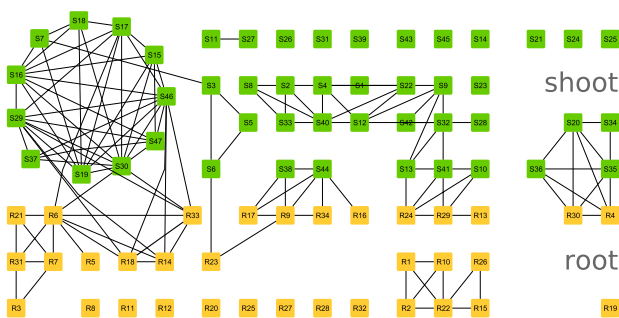 S18
S7 S17
S11 S27 S26 S31 S39 S43 S45 S14 S21 S24 S25
S15
S16
shoot
S3 S8 S2 S4 S1 S22 S9 S23
S46
S29 S5 S33 S40 S12 S42 S32 S28 S20 S34
S47
S37 S30 S6 S38 S44 S13 S41 S10 S36 S35
S19
R21 R6 R33 R17 R9 R34 R16 R24 R29 R13 R30 R4
R31 R7 R5 R18 R14 R23 R1 R10 R26 root
R3 R8 R11 R12 R20 R25 R27 R28 R32 R2 R22 R15 R19